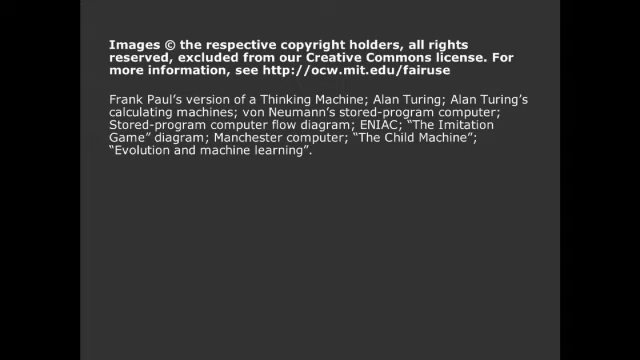 Images © the respective copyright holders, all rights
reserved, excluded from our Creative Commons license. For
more information, see http://ocw.mit.edu/fairuse
Frank Paul’s version of a Thinking Machine; Alan Turing; Alan Turing’s
calculating machines; von Neumann’s stored-program computer;
Stored-program computer flow diagram; ENIAC; “The Imitation
Game” diagram; Manchester computer; “The Child Machine”;
“Evolution and machine learning”.